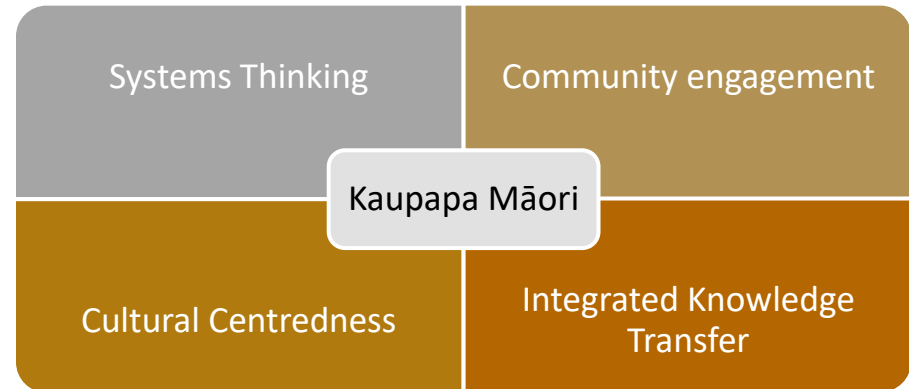 Systems Thinking
Community engagement
Kaupapa Māori
Cultural Centredness
Integrated Knowledge
Transfer